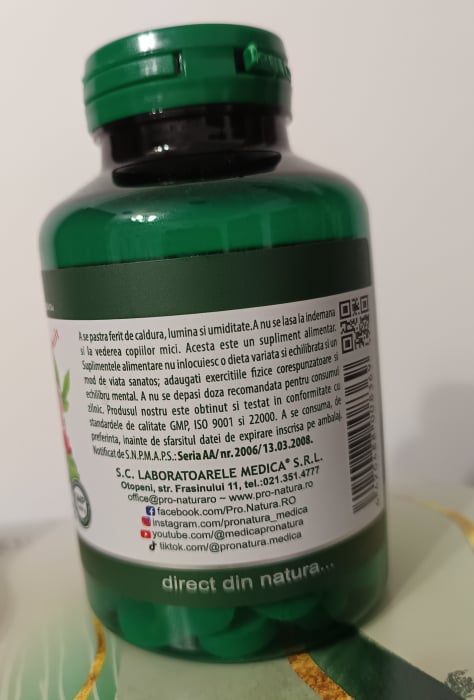 A se pastra ferit de caldura, lumina si umiditate. A nu se lasa la indemana
si la vederea copiilor mici. Acesta este un supliment alimentar.
Suplimentele alimentare nu inlocuiesc o dieta variata si echilibrata si un
mod de viata sanatos; adaugati exercitiile fizice corespunzatoare si
echilibru mental. A nu se depasi doza recomandata pentru consumul
zilnic. Produsul nostru este obtinut si testat in conformitate cu
standardele de calitate GMP, ISO 9001 si 22000. A se consuma, de
preferinta, inainte de sfarsitul datei de expirare inscrisa pe ambalaj.
Notificat de S.N.P.M.A.P.S.: Seria AA/ nr. 2006/ 13.03.2008.
S.C. LABORATOARELE MEDICA® S.R.L.
Otopeni, str. Frasinului 11, tel.:021.351.4777
office@pro-naturaro ~ www.pro-natura.ro
facebook.com/Pro.Natura.RO
instagram.com/pronatura_medica
youtube.com/@medicapronatura
tiktok.com/@pronatura.medica
direct din natura...